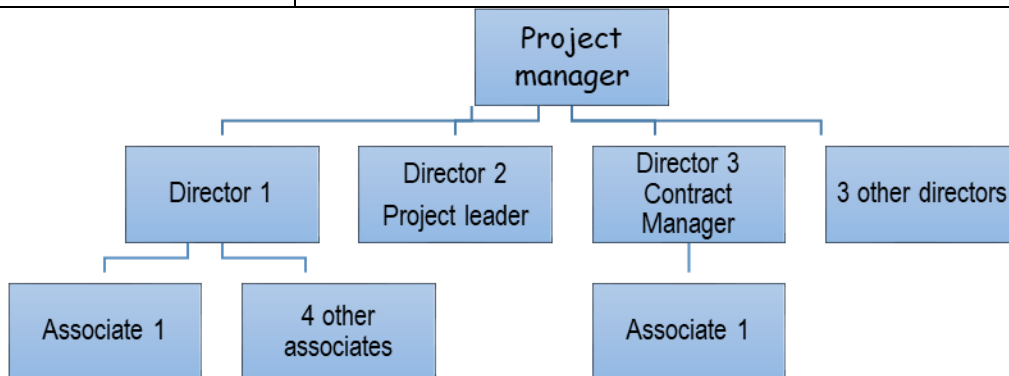 Project
manager
Director 1
Director 2
Project leader
Director 3
Contract
Manager
3 other directors
Associate 1
4 other
associates
Associate 1